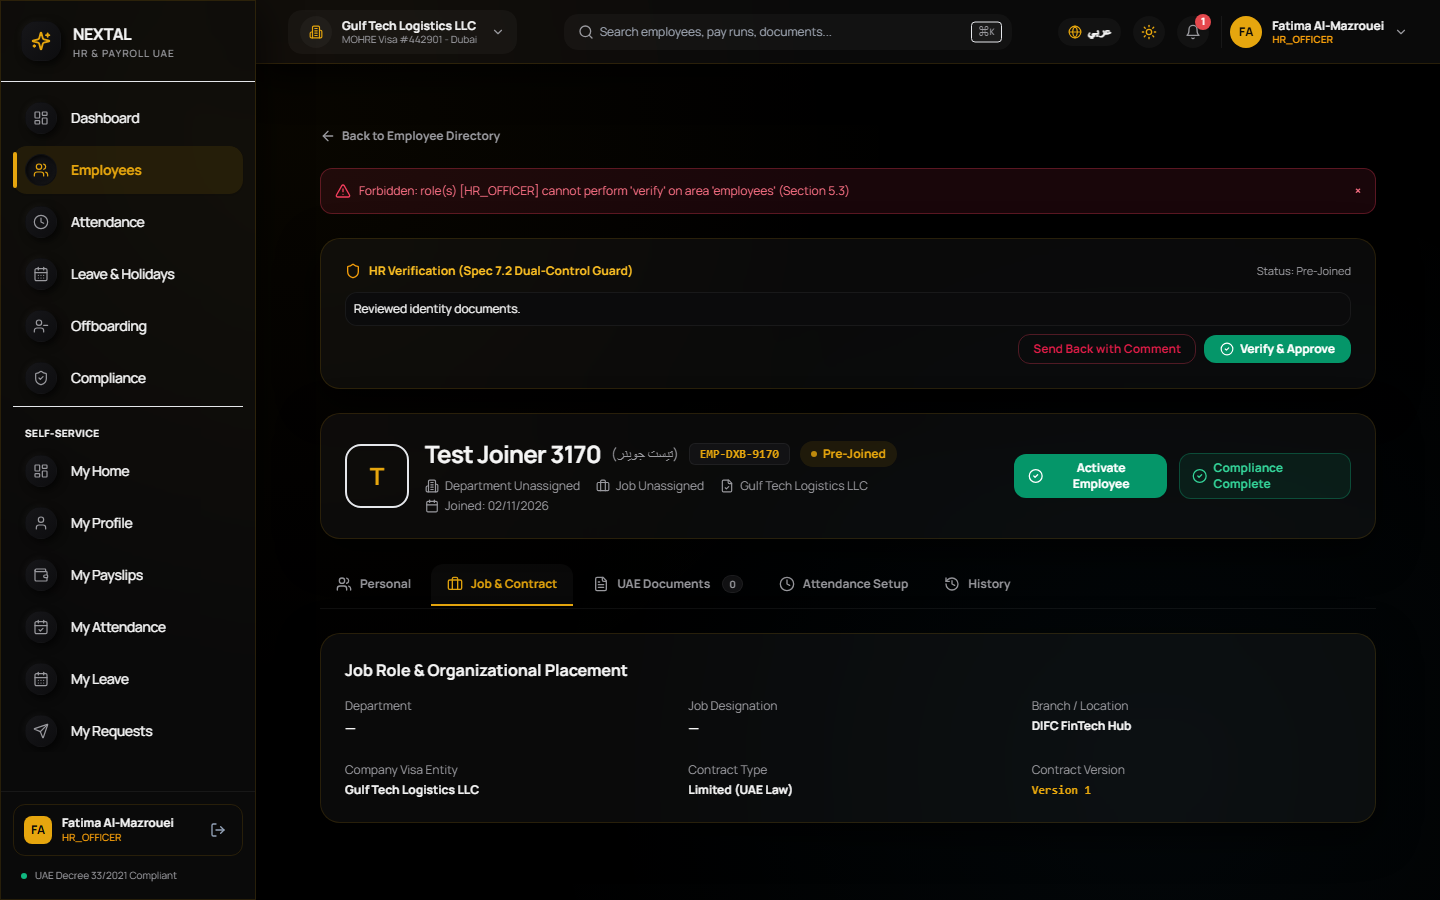 NEXTAL
HR & PAYROLL UAE
Gulf Tech Logistics LLC
MOHRE Visa #442901 - Dubai
Search employees, pay runs, documents...
⌘K
عربي
1
FA
Fatima Al-Mazrouei
HR_OFFICER
Dashboard
Employees
Attendance
Leave & Holidays
Offboarding
Compliance
SELF-SERVICE
My Home
My Profile
My Payslips
My Attendance
My Leave
My Requests
FA
Fatima Al-Mazrouei
HR_OFFICER
UAE Decree 33/2021 Compliant
Back to Employee Directory
Forbidden: role(s) [HR_OFFICER] cannot perform 'verify' on area 'employees' (Section 5.3)
×
HR Verification (Spec 7.2 Dual-Control Guard)
Status: Pre-Joined
Reviewed identity documents.
Send Back with Comment
Verify & Approve
T
Test Joiner 3170
(تيست جوينر)
EMP-DXB-9170
Pre-Joined
Department Unassigned
Job Unassigned
Gulf Tech Logistics LLC
Joined: 02/11/2026
Activate
Employee
Compliance
Complete
Personal
Job & Contract
UAE Documents
0
Attendance Setup
History
Job Role & Organizational Placement
Department
—
Job Designation
—
Branch / Location
DIFC FinTech Hub
Company Visa Entity
Gulf Tech Logistics LLC
Contract Type
Limited (UAE Law)
Contract Version
Version 1